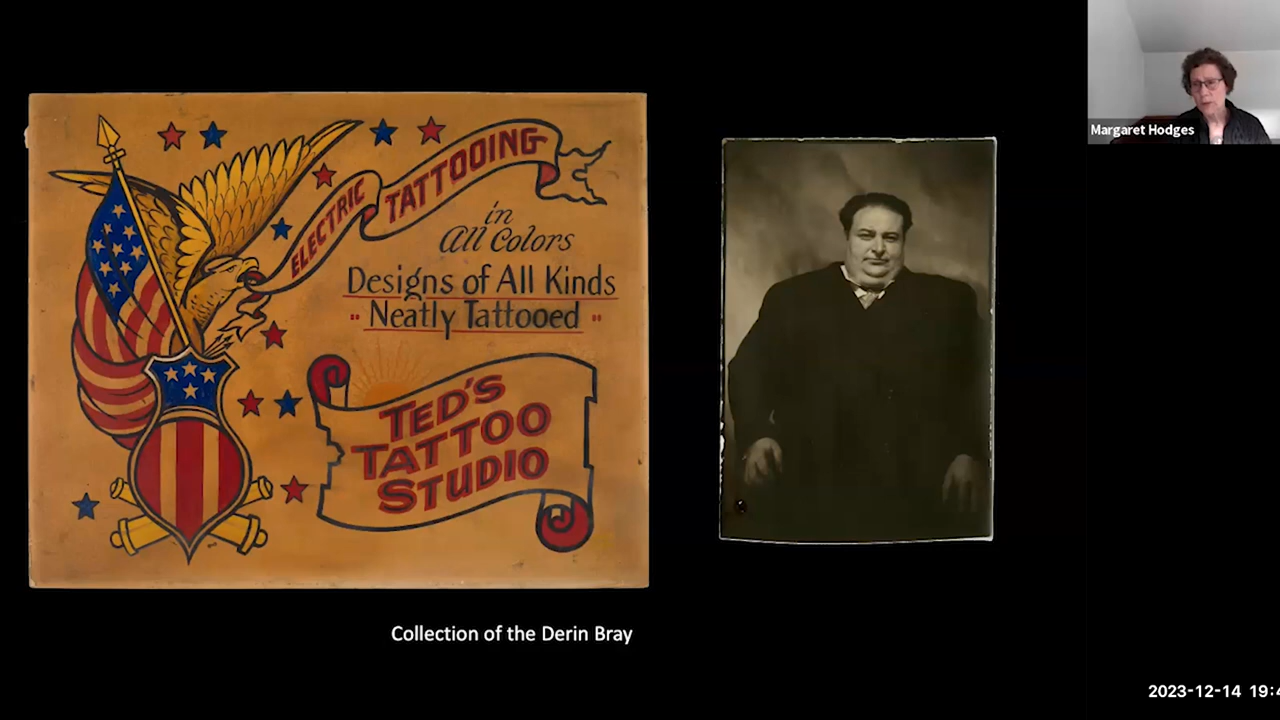 ELECTRIC TATTOOING
in
All Colors
Designs of All Kinds
"Neatly Tattooed"
TED'S
TATTOO
STUDIO
Collection of the Derin Bray
Margaret Hodges
2023-12-14 19:4